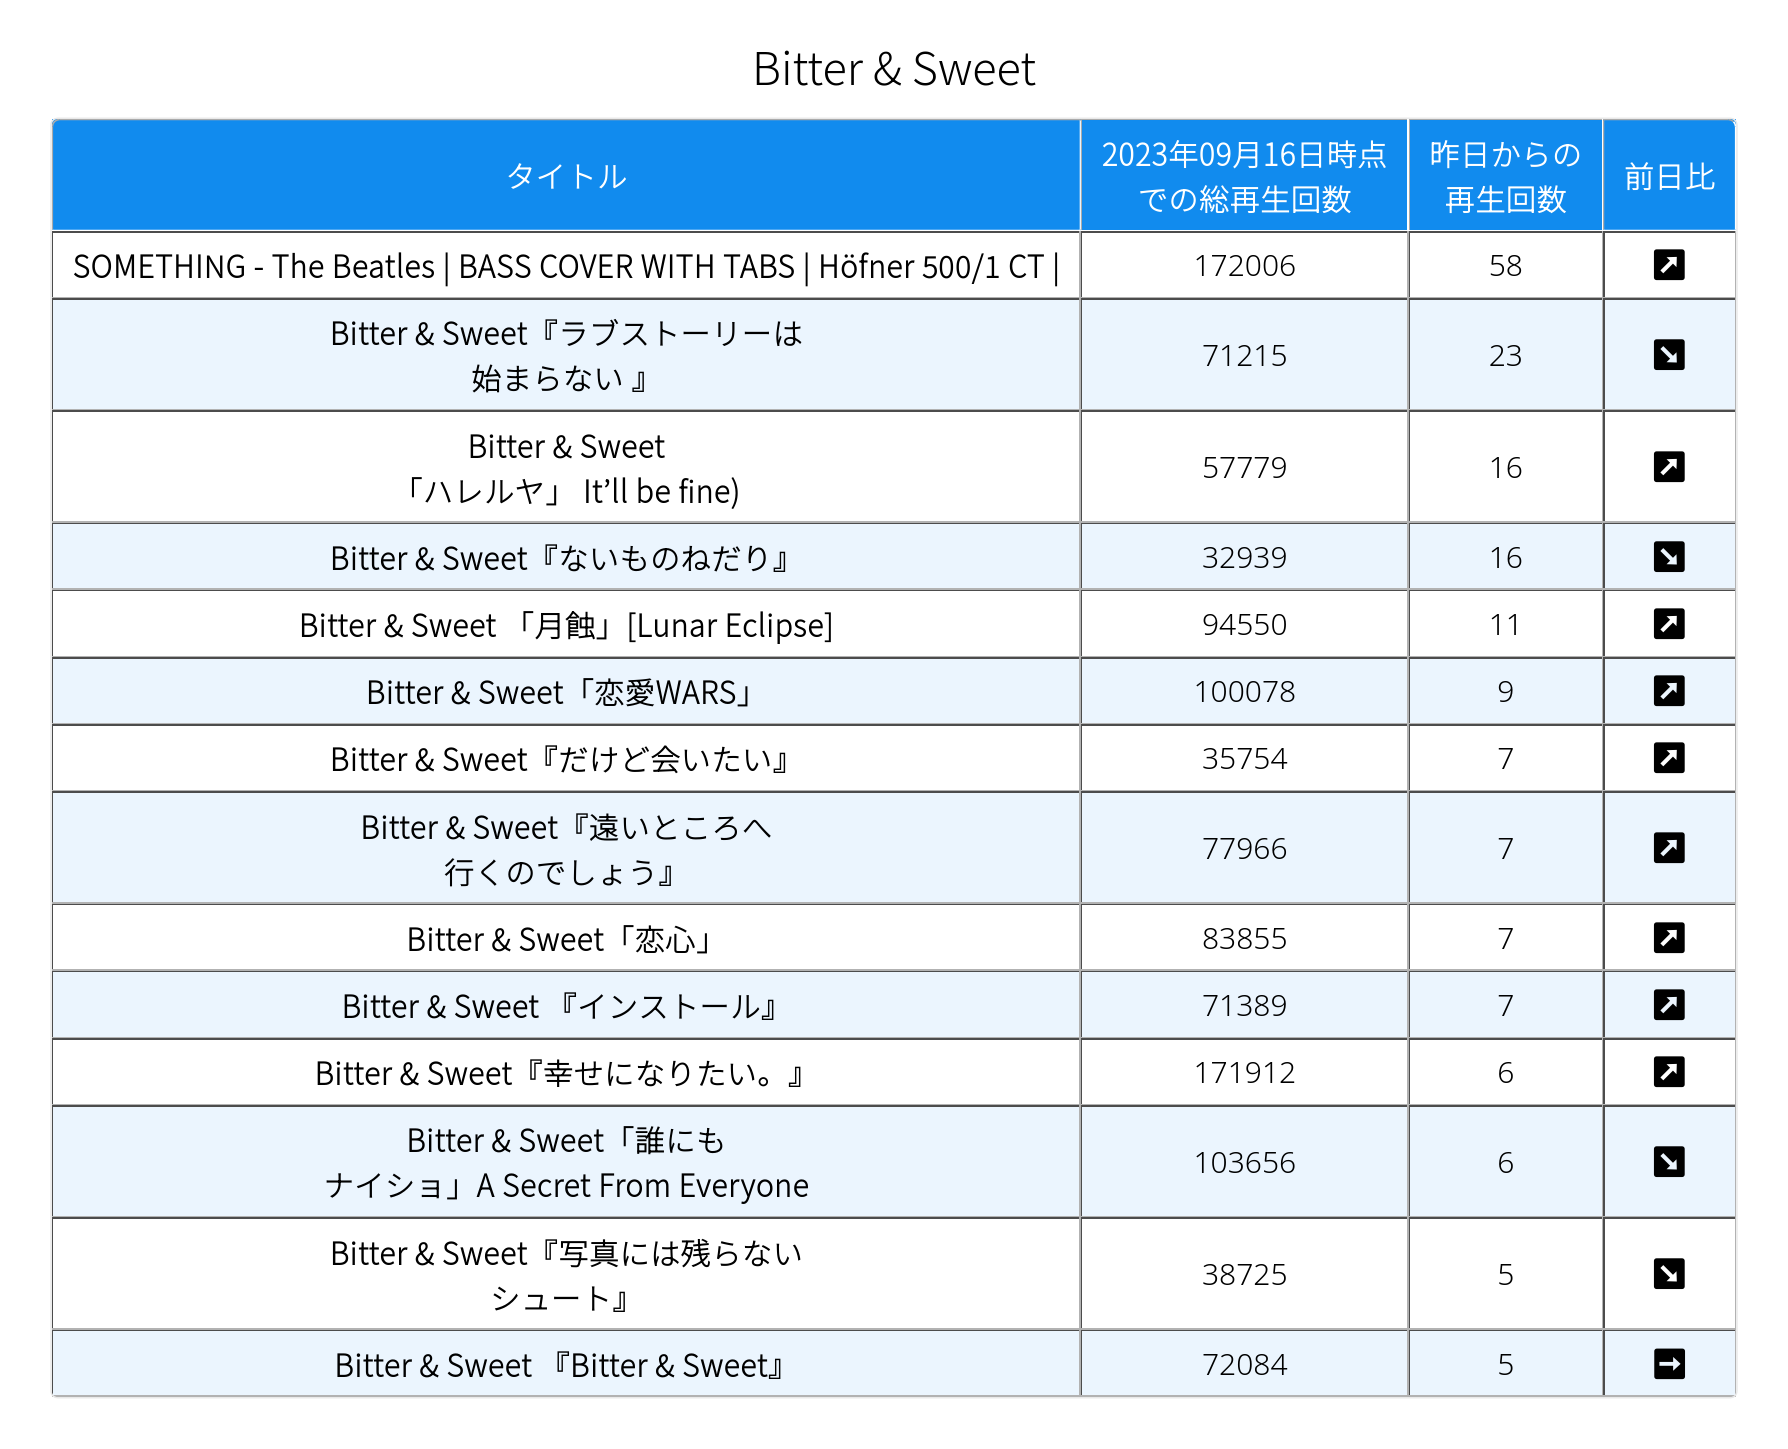 Bitter & Sweet
タイトル
2023年09月16日時点
での総再生回数
昨日からの
再生回数
前日比
SOMETHING - The Beatles | BASS COVER WITH TABS | Höfner 500/1 CT |
172006
58
Bitter & Sweet『ラブストーリーは
始まらない 』
71215
23
Bitter & Sweet
「ハレルヤ」 It’ll be fine)
57779
16
Bitter & Sweet『ないものねだり』
32939
16
Bitter & Sweet 「月蝕」[Lunar Eclipse]
94550
11
Bitter & Sweet「恋愛WARS」
100078
9
Bitter & Sweet『だけど会いたい』
35754
7
Bitter & Sweet『遠いところへ
行くのでしょう』
77966
7
Bitter & Sweet「恋心」
83855
7
Bitter & Sweet 『インストール』
71389
7
Bitter & Sweet『幸せになりたい。』
171912
6
Bitter & Sweet「誰にも
ナイショ」A Secret From Everyone
103656
6
Bitter & Sweet『写真には残らない
シュート』
38725
5
Bitter & Sweet 『Bitter & Sweet』
72084
5